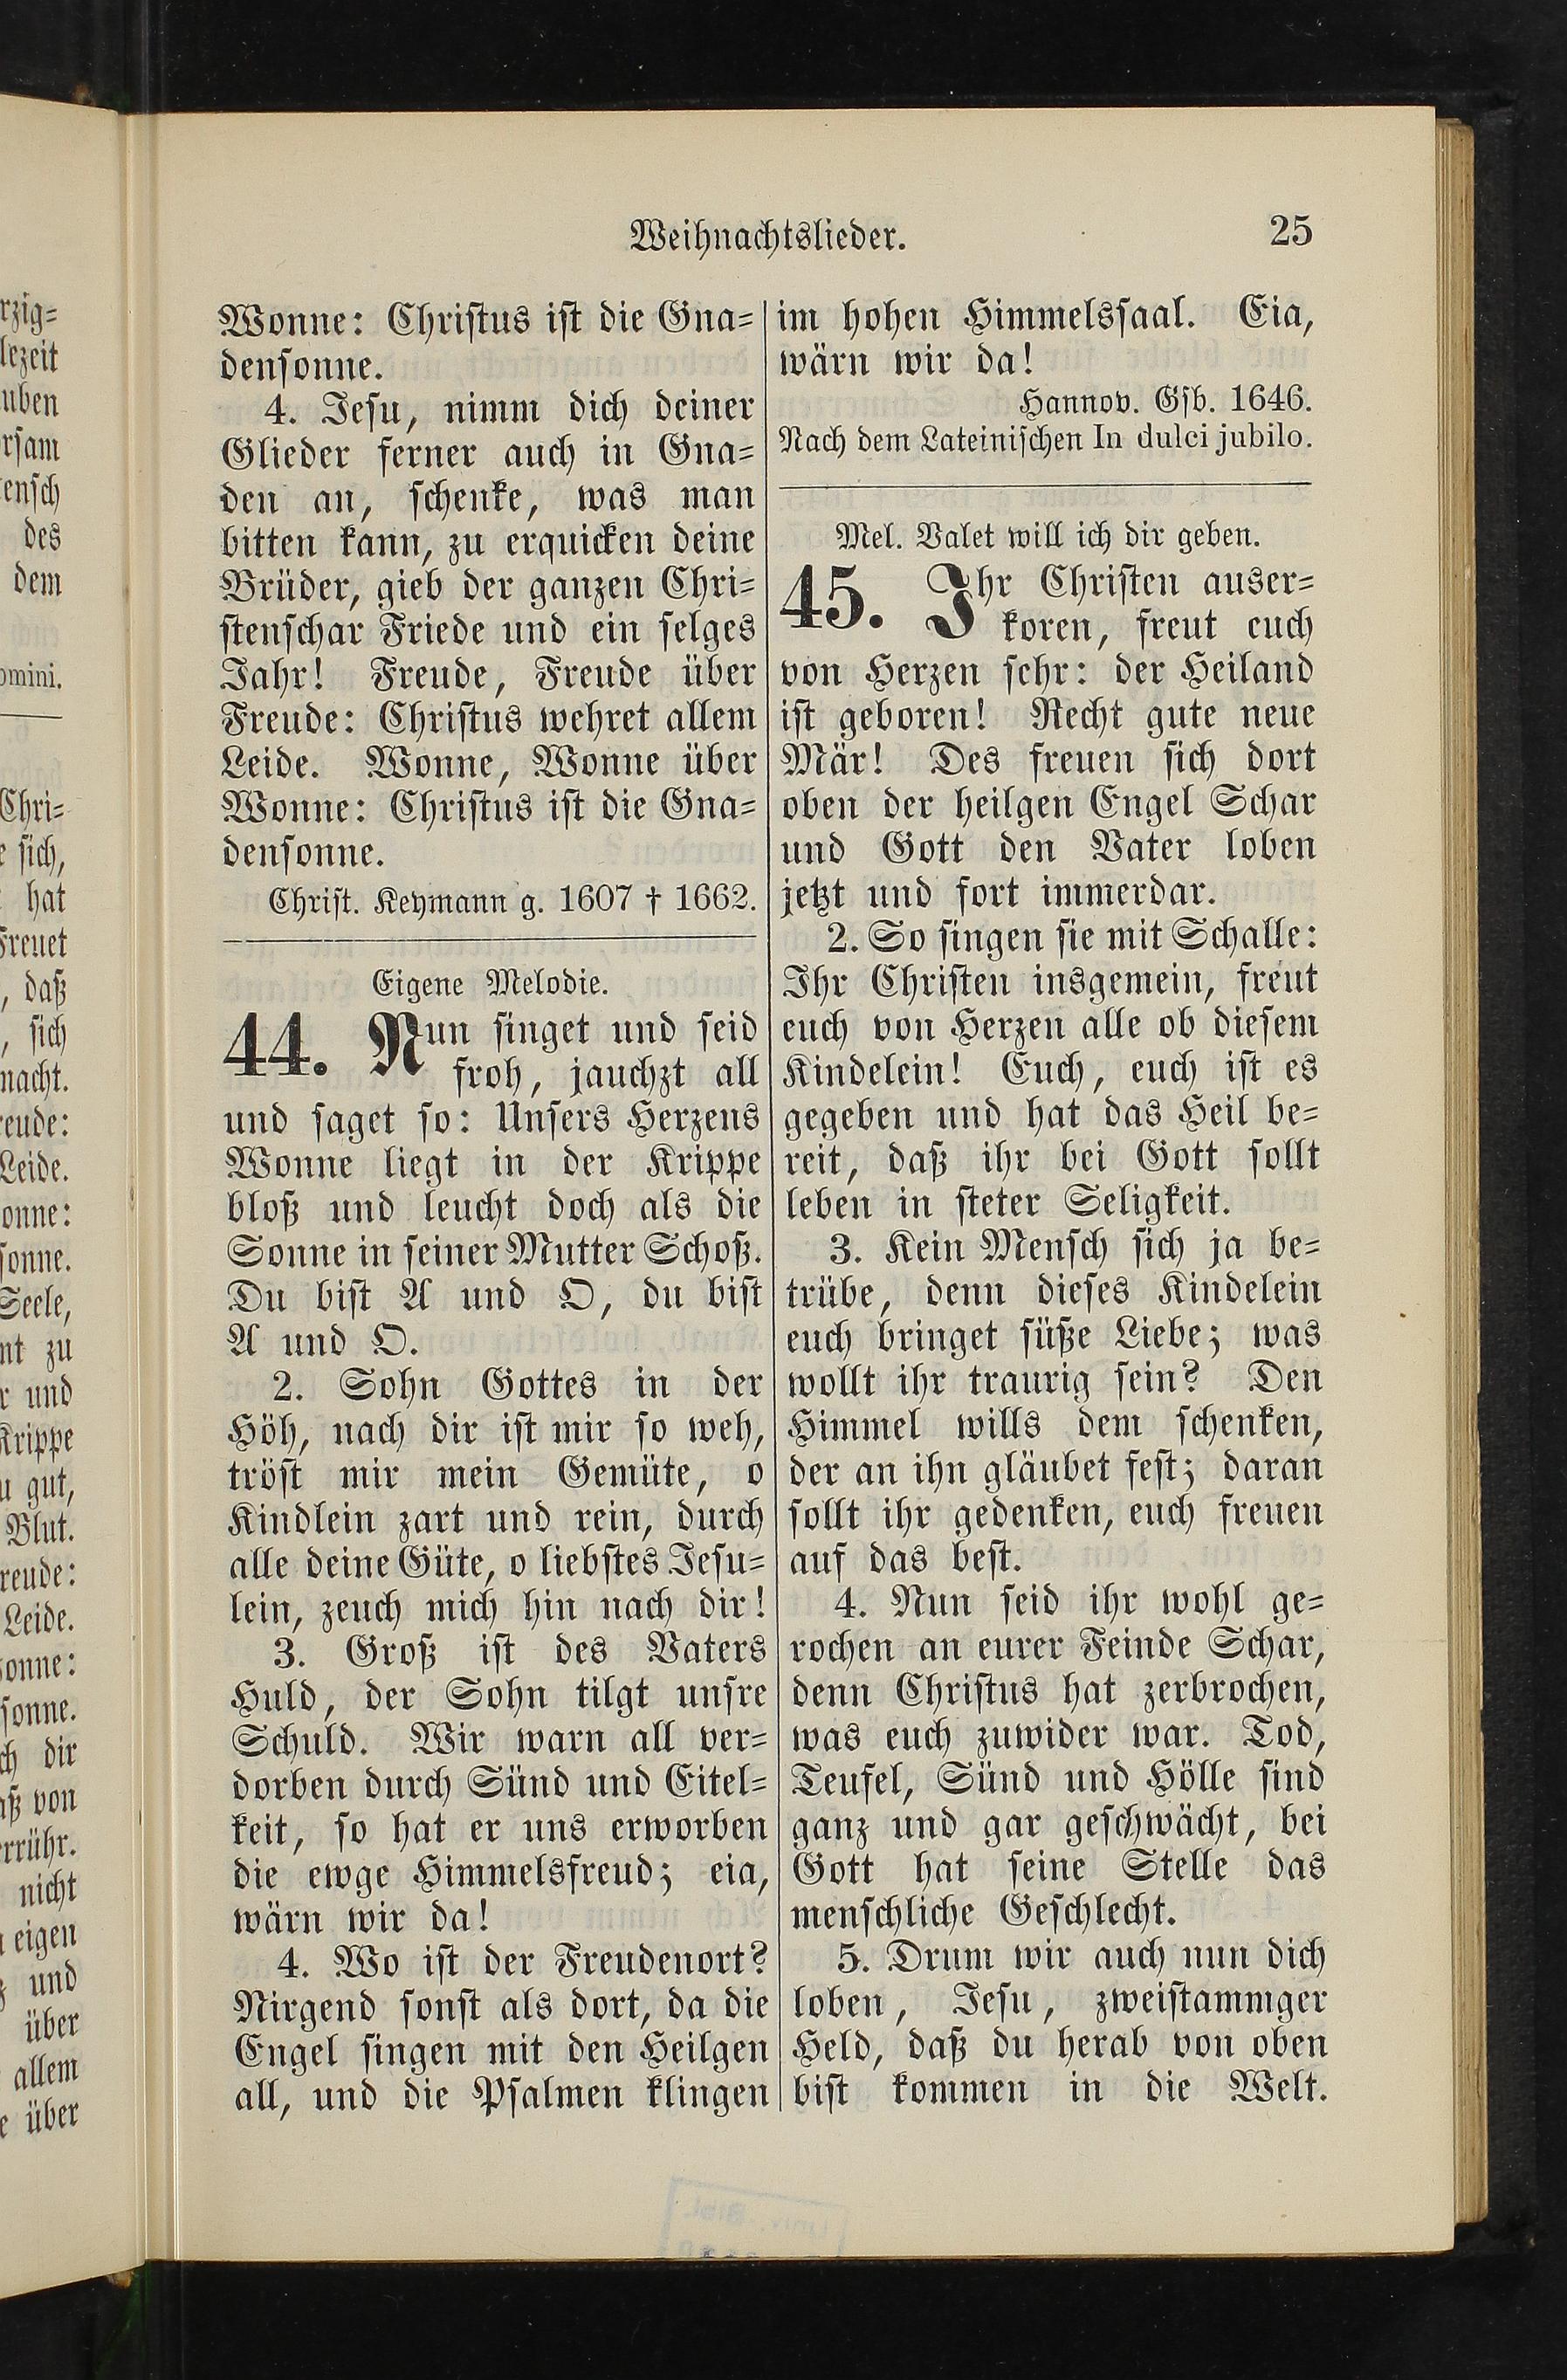 Weihnachtslieder.
25
Wonne: Christus ist die Gna-
densonne.
4. Jesu, nimm dich deiner
Glieder ferner auch in Gna-
den an, schenke, was man
bitten kann, zu erquicken deine
Brüder, gieb der ganzen Chri-
stenschar Friede und ein selges
Jahr! Freude, Freude über
Freude: Christus wehret allem
Leide. Wonne, Wonne über
Wonne: Christus ist die Gna-
densonne.
Christ. Keymann g. 1607 † 1662.
Eigene Melodie.
44. Nun singet und seid
froh, jauchzt all
und saget so: Unsers Herzens
Wonne liegt in der Krippe
bloß und leucht doch als die
Sonne in seiner Mutter Schoß.
Du bist A und O, du bist
A und O.
2. Sohn Gottes in der
Höh, nach dir ist mir so weh,
tröst mir mein Gemüte, o
Kindlein zart und rein, durch
alle deine Güte, o liebstes Jesu-
lein, zeuch mich hin nach dir!
3. Groß ist des Vaters
Huld, der Sohn tilgt unsre
Schuld. Wir warn all ver-
dorben durch Sünd und Eitel-
keit, so hat er uns erworben
die ewge Himmelsfreud; eia,
wärn wir da!
4. Wo ist der Freudenort?
Nirgend sonst als dort, da die
Engel singen mit den Heilgen
all, und die Psalmen klingen
im hohen Himmelssaal. Eia,
wärn wir da!
Hannov. Gsb. 1646.
Nach dem Lateinischen In dulci jubilo.
Mel. Valet will ich dir geben.
45. Ihr Christen auser-
koren, freut euch
von Herzen sehr: der Heiland
ist geboren! Recht gute neue
Mär! Des freuen sich dort
oben der heilgen Engel Schar
und Gott den Vater loben
jetzt und fort immerdar.
2. So singen sie mit Schalle:
Ihr Christen insgemein, freut
euch von Herzen alle ob diesem
Kindelein! Euch, euch ist es
gegeben und hat das Heil be-
reit, daß ihr bei Gott sollt
leben in steter Seligkeit.
3. Kein Mensch sich ja be-
trübe, denn dieses Kindelein
euch bringet süße Liebe; was
wollt ihr traurig sein? Den
Himmel wills dem schenken,
der an ihn gläubet fest; daran
sollt ihr gedenken, euch freuen
auf das best.
4. Nun seid ihr wohl ge-
rochen an eurer Feinde Schar,
denn Christus hat zerbrochen,
was euch zuwider war. Tod,
Teufel, Sünd und Hölle sind
ganz und gar geschwächt, bei
Gott hat seine Stelle das
menschliche Geschlecht.
5. Drum wir auch nun dich
loben, Jesu, zweistammger
Held, daß du herab von oben
bist kommen in die Welt.